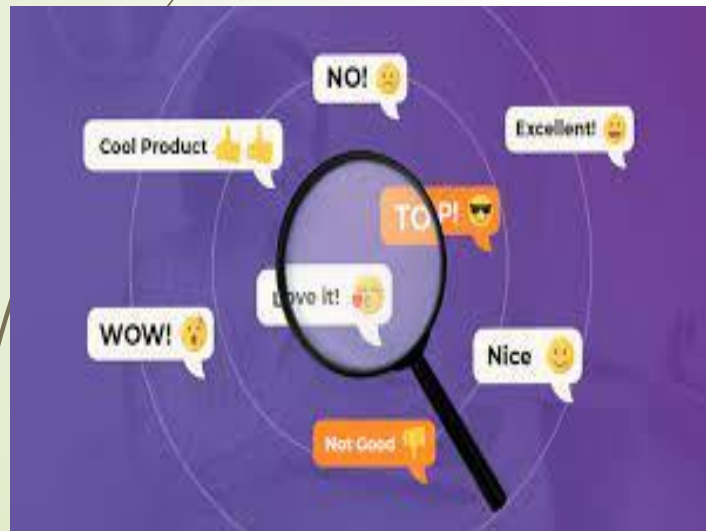 NO!
Cool Product
Excellent!
TOP!
Love it!
WOW!
Nice
Not Good